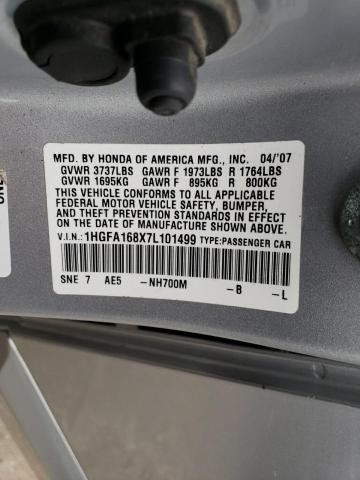 MFD. BY HONDA OF AMERICA MFG., INC. 04/'07
GVWR 3737LBS GAWR F 1973LBS R 1764LBS
GVWR 1695KG GAWR F 895KG R 800KG
THIS VEHICLE CONFORMS TO ALL APPLICABLE
FEDERAL MOTOR VEHICLE SAFETY, BUMPER,
AND THEFT PREVENTION STANDARDS IN EFFECT
ON THE DATE OF MANUFACTURE SHOWN ABOVE.
V.I.N.: 1HGFA168X7L101499 TYPE:PASSENGER CAR
SNE 7 AE5 -NH700M -B -L